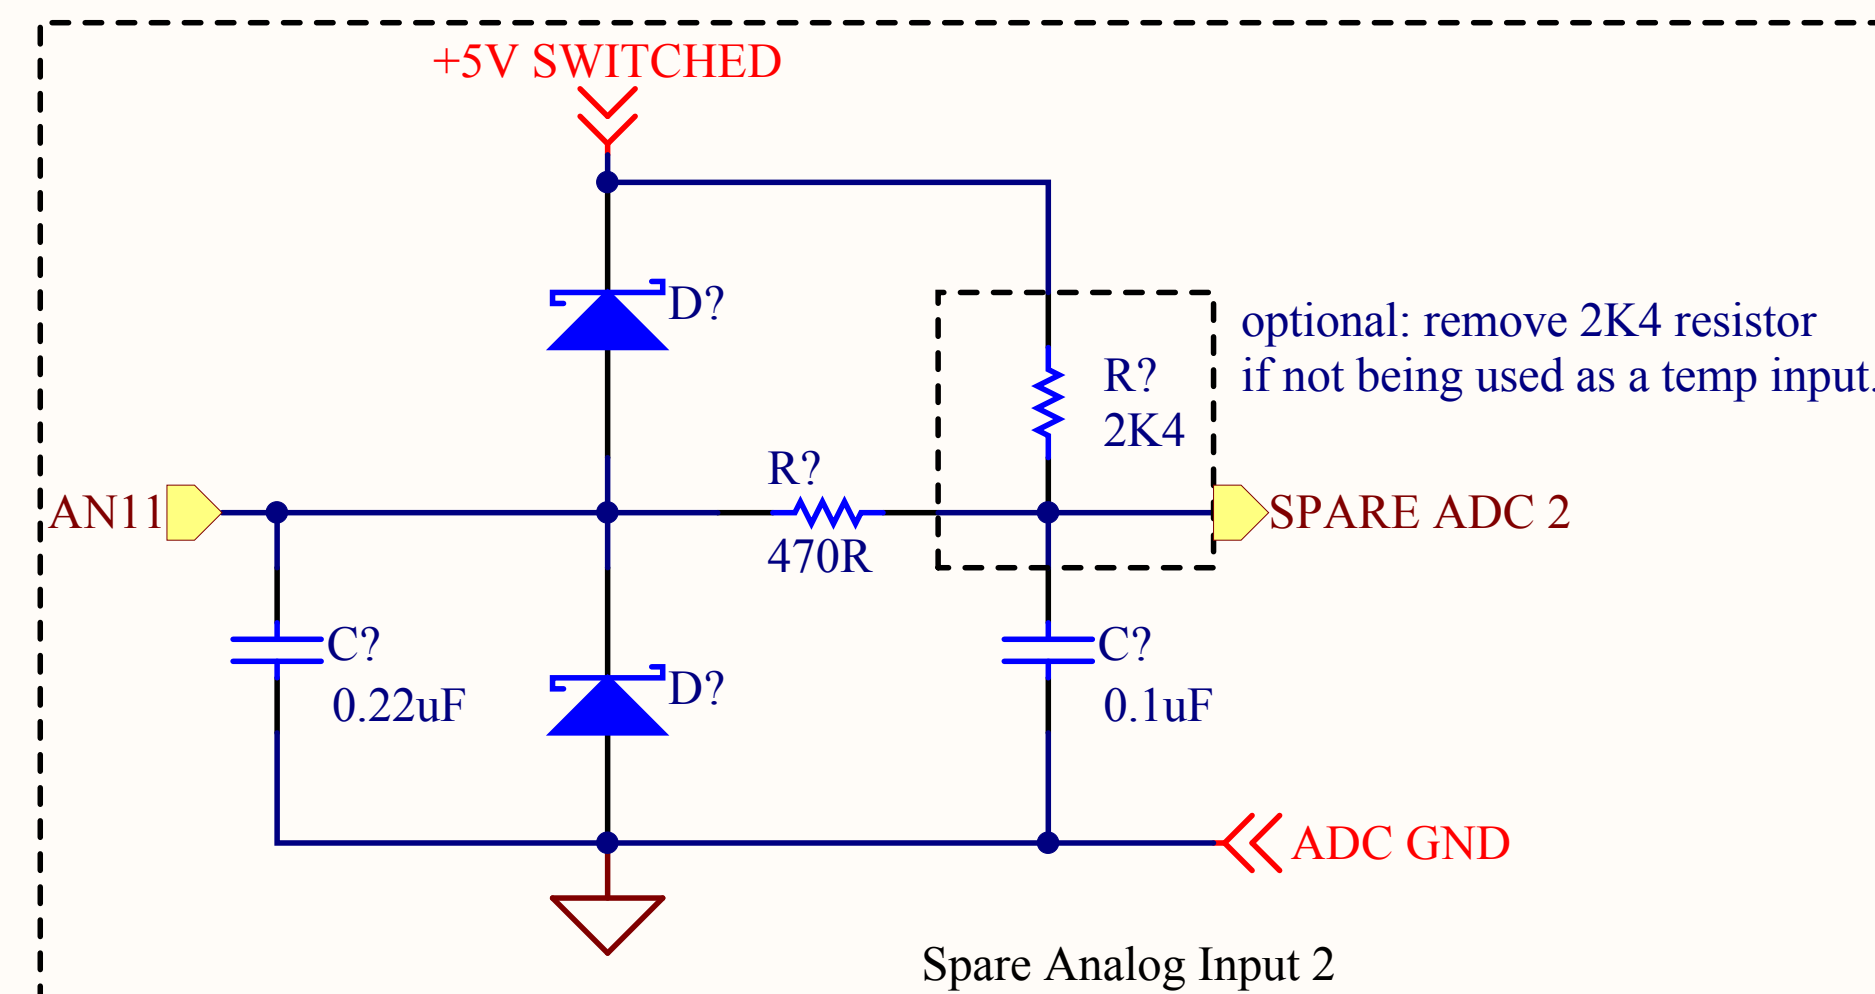 +5V SWITCHED
D?
optional: remove 2K4 resistor
if not being used as a temp input.
R?
2K4
R?
470R
AN11
SPARE ADC 2
C?
0.22uF
D?
C?
0.1uF
ADC GND
Spare Analog Input 2